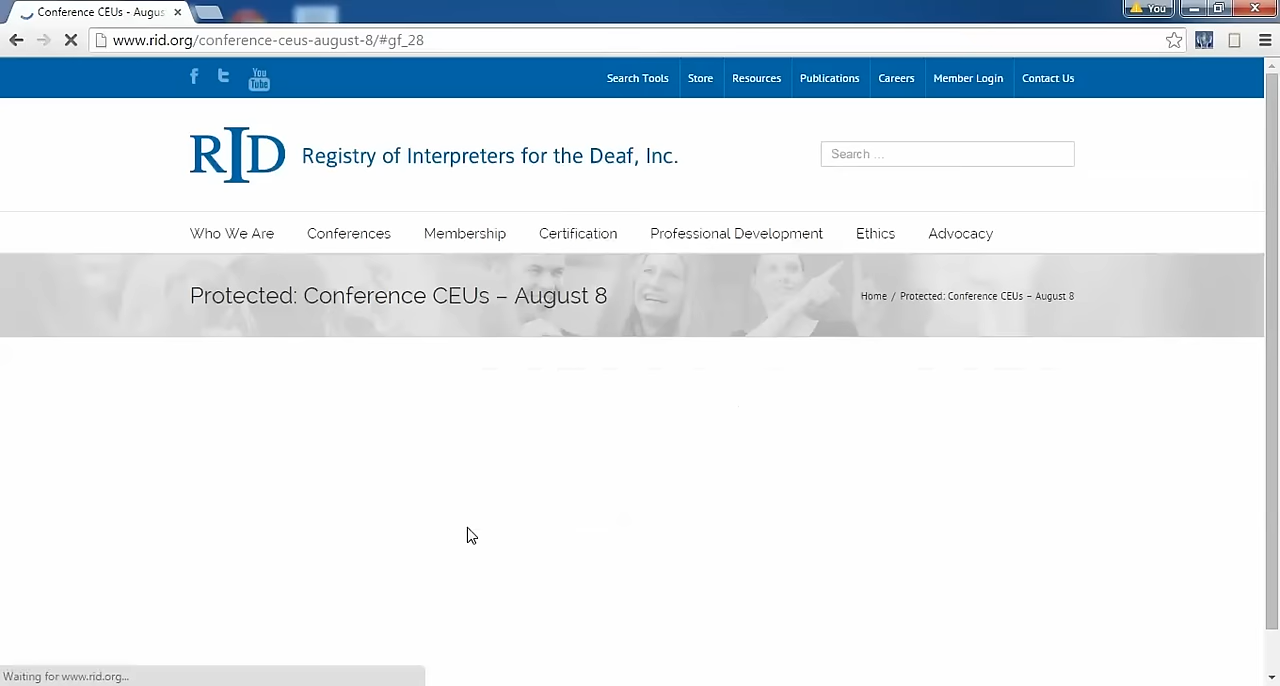 Conference CEUs - Augus
You
www.rid.org/conference-ceus-august-8/#gf_28
f t You Tube
Search Tools Store Resources Publications Careers Member Login Contact Us
RID Registry of Interpreters for the Deaf, Inc.
Search ...
Who We Are Conferences Membership Certification Professional Development Ethics Advocacy
Protected: Conference CEUs – August 8
Home / Protected: Conference CEUs – August 8
Waiting for www.rid.org...